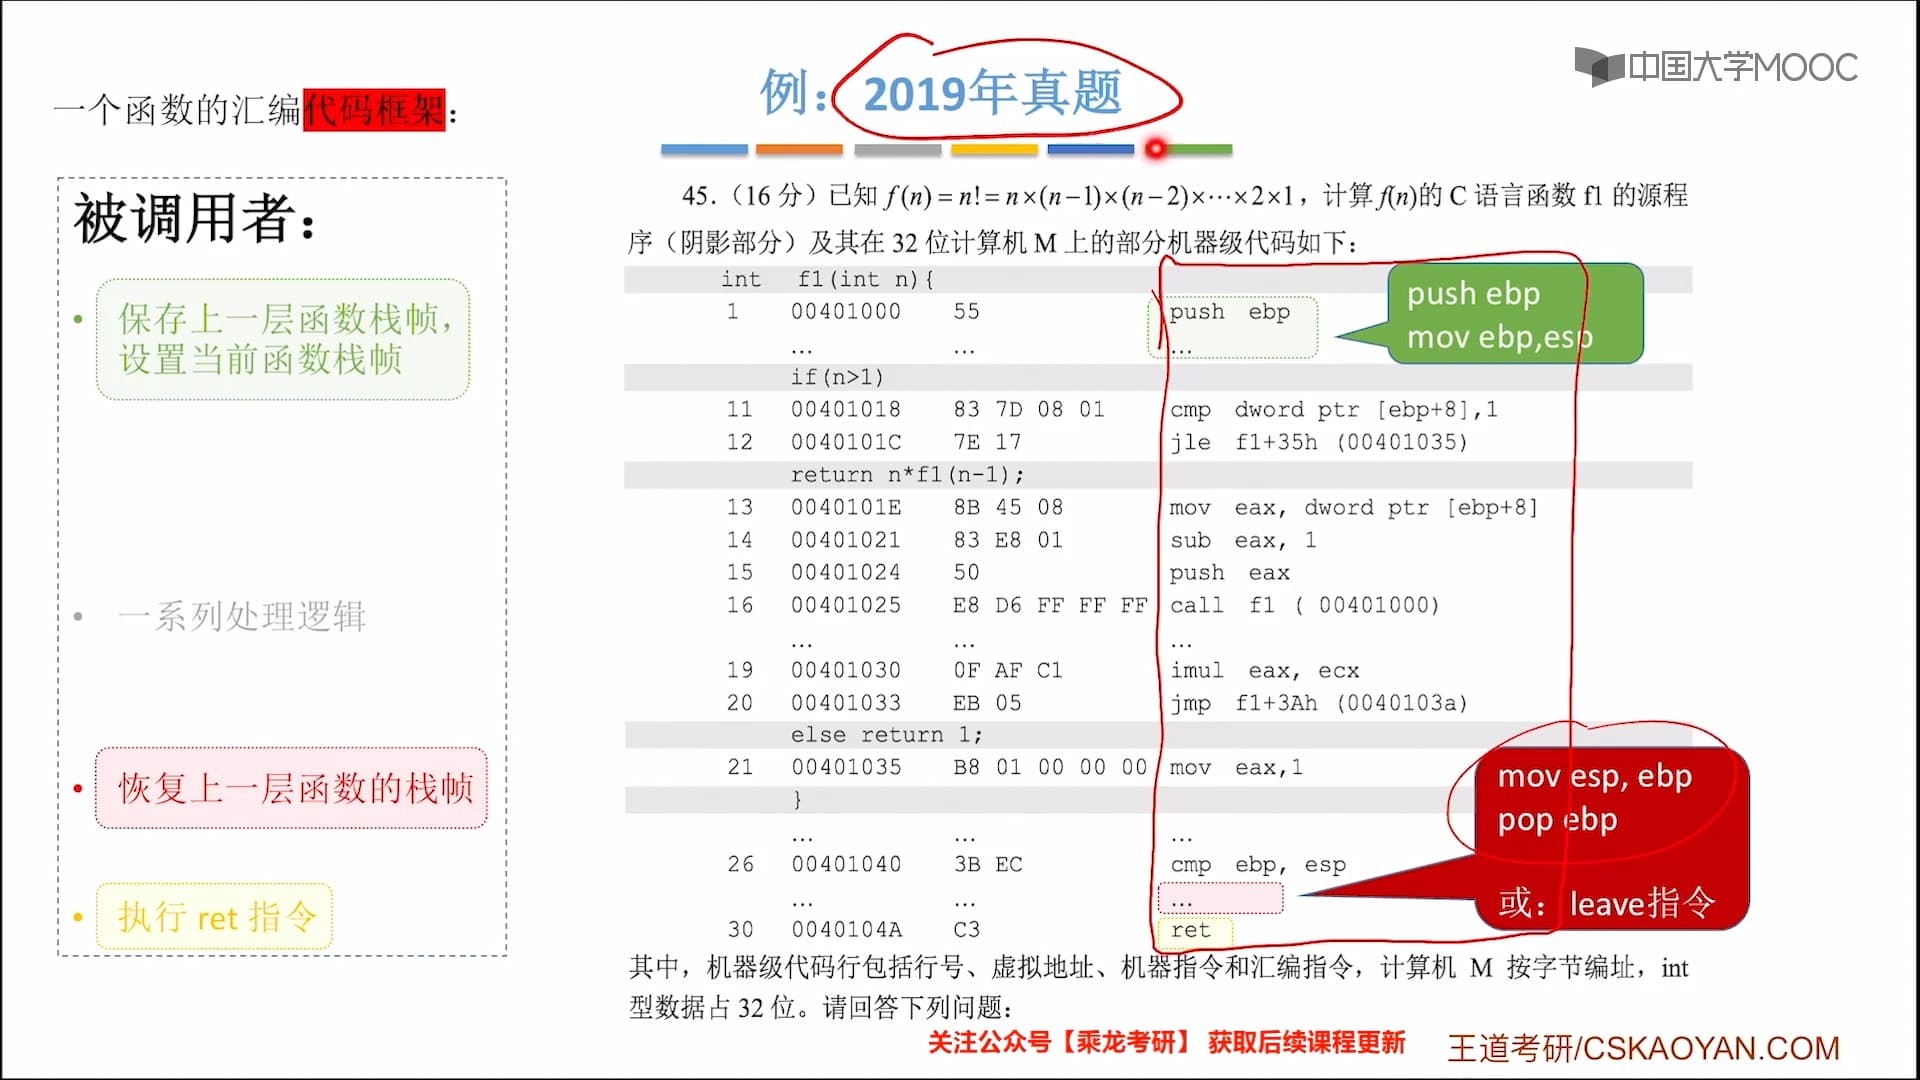 中国大学MOOC
例：2019年真题
一个函数的汇编代码框架：
被调用者：
• 保存上一层函数栈帧，
设置当前函数栈帧
• 一系列处理逻辑
• 恢复上一层函数的栈帧
• 执行 ret 指令
45.（16 分）已知 f(n) = n! = n×(n−1)×(n−2)×⋯×2×1，计算 f(n)的 C 语言函数 f1 的源程
序（阴影部分）及其在 32 位计算机 M 上的部分机器级代码如下：
int f1(int n){
1 00401000 55 push ebp
… … …
if(n>1)
11 00401018 83 7D 08 01 cmp dword ptr [ebp+8],1
12 0040101C 7E 17 jle f1+35h (00401035)
return n*f1(n-1);
13 0040101E 8B 45 08 mov eax, dword ptr [ebp+8]
14 00401021 83 E8 01 sub eax, 1
15 00401024 50 push eax
16 00401025 E8 D6 FF FF FF call f1 ( 00401000)
… … …
19 00401030 0F AF C1 imul eax, ecx
20 00401033 EB 05 jmp f1+3Ah (0040103a)
else return 1;
21 00401035 B8 01 00 00 00 mov eax,1
}
… … …
26 00401040 3B EC cmp ebp, esp
… … …
30 0040104A C3 ret
push ebp
mov ebp,esp
mov esp, ebp
pop ebp
或：leave指令
其中，机器级代码行包括行号、虚拟地址、机器指令和汇编指令，计算机 M 按字节编址，int
型数据占 32 位。请回答下列问题：
关注公众号【乘龙考研】 获取后续课程更新
王道考研/CSKAOYAN.COM